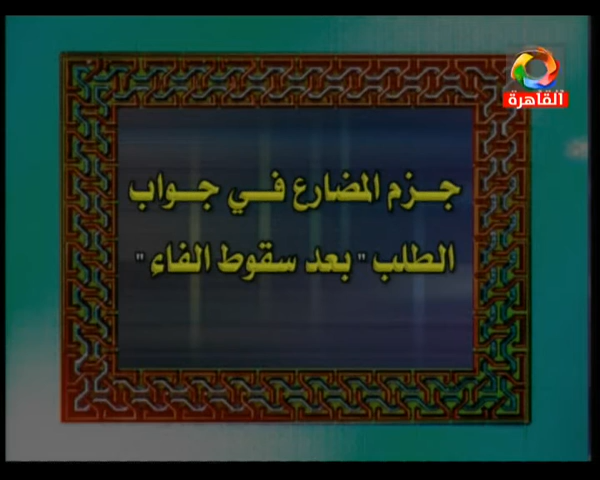 القاهرة
جزم المضارع في جواب
الطلب " بعد سقوط الفاء "